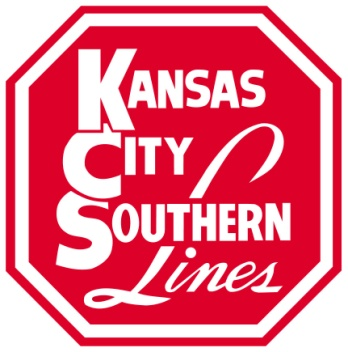 KANSAS
CITY
SOUTHERN
Lines